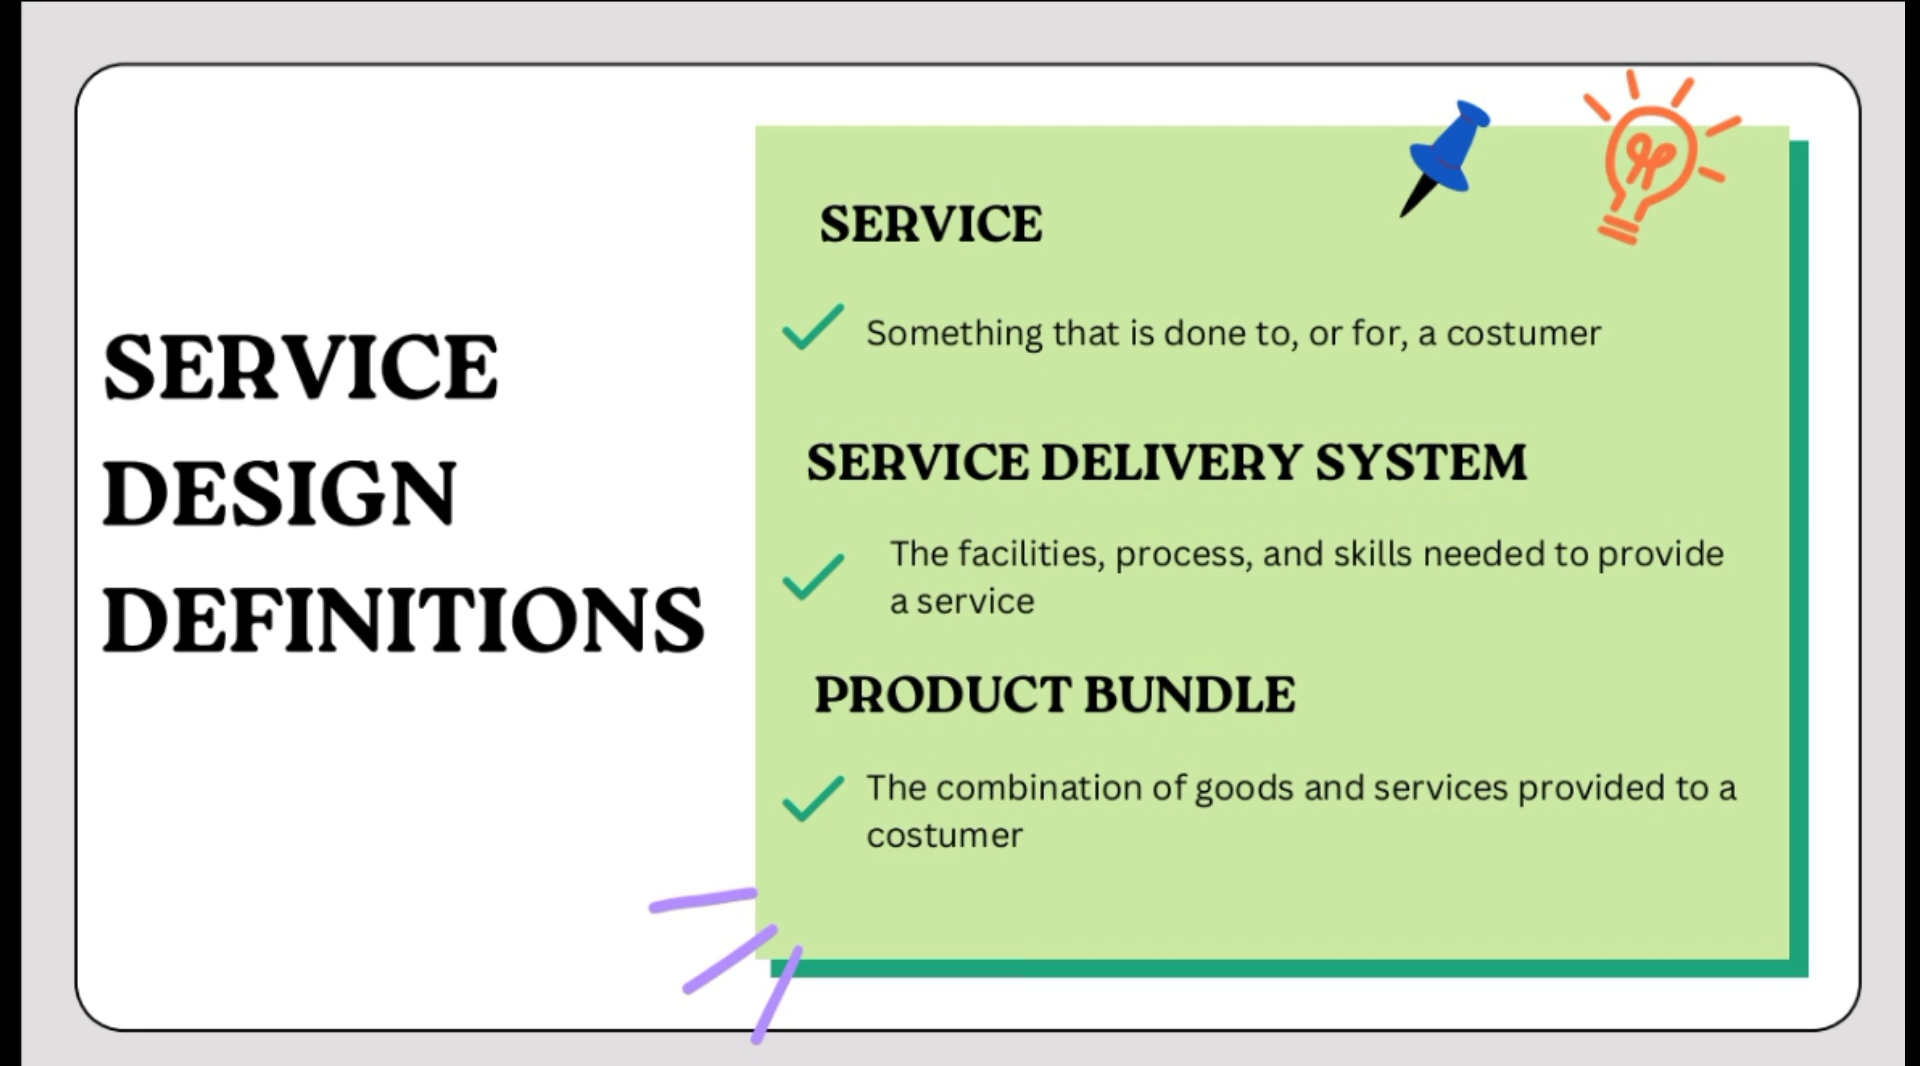 SERVICE
DESIGN
DEFINITIONS
SERVICE
Something that is done to, or for, a costumer
SERVICE DELIVERY SYSTEM
The facilities, process, and skills needed to provide
a service
PRODUCT BUNDLE
The combination of goods and services provided to a
costumer